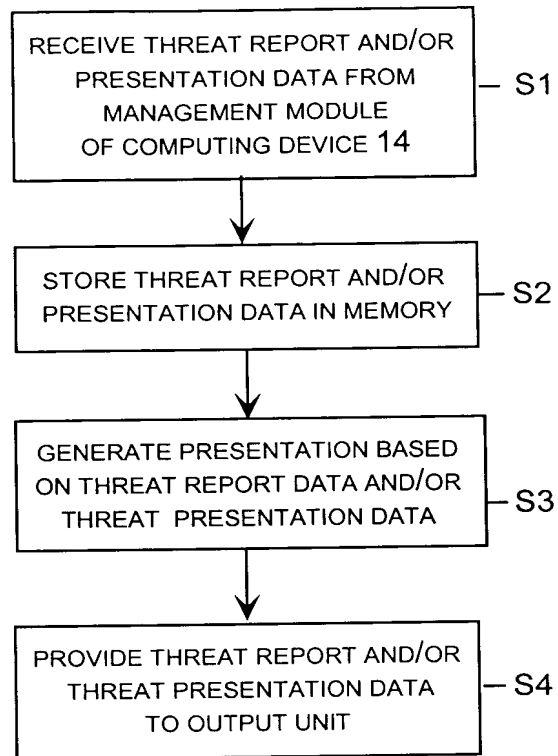 RECEIVE THREAT REPORT AND/OR
PRESENTATION DATA FROM
MANAGEMENT MODULE
OF COMPUTING DEVICE 14
S1
STORE THREAT REPORT AND/OR
PRESENTATION DATA IN MEMORY
S2
GENERATE PRESENTATION BASED
ON THREAT REPORT DATA AND/OR
THREAT PRESENTATION DATA
S3
PROVIDE THREAT REPORT AND/OR
THREAT PRESENTATION DATA
TO OUTPUT UNIT
S4